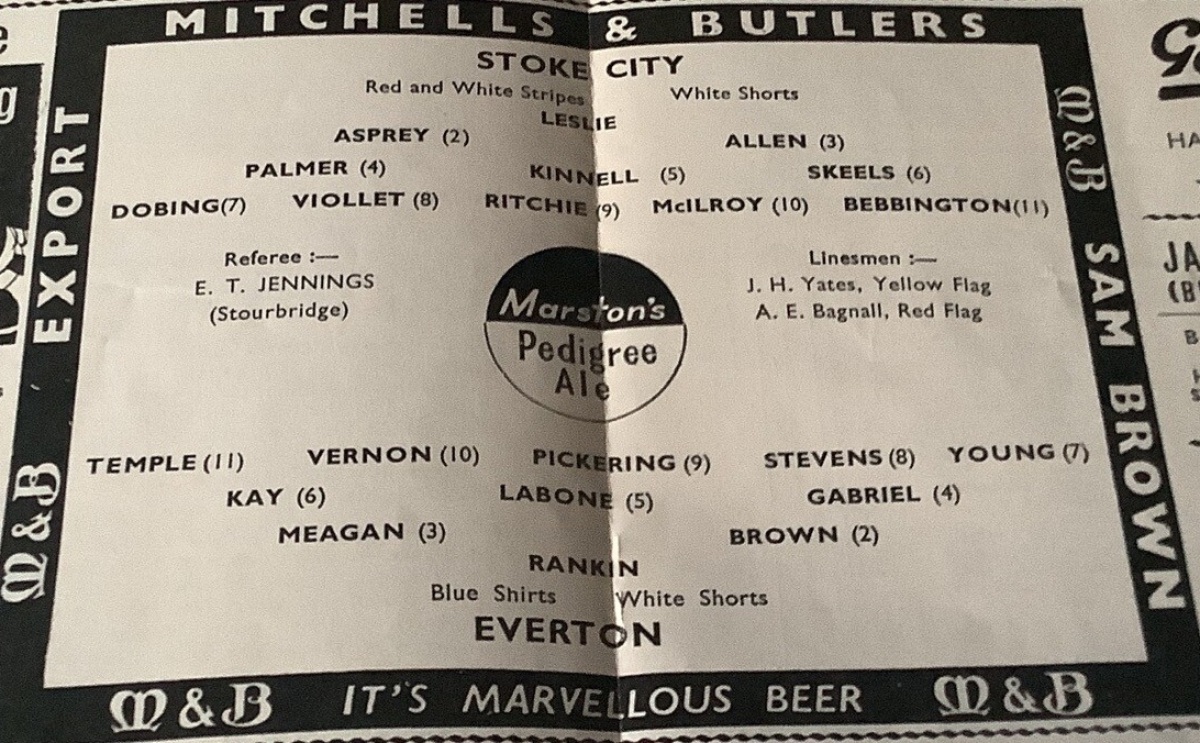 MITCHELLS & BUTLERS
STOKE CITY
Red and White Stripes White Shorts
LESLIE
ASPREY (2) ALLEN (3)
PALMER (4) KINNELL (5) SKEELS (6)
DOBING(7) VIOLLET (8) RITCHIE (9) McILROY (10) BEBBINGTON(11)
Referee :—
E. T. JENNINGS
(Stourbridge)
Linesmen :—
J. H. Yates, Yellow Flag
A. E. Bagnall, Red Flag
Marston's
Pedigree
Ale
TEMPLE (11) VERNON (10) PICKERING (9) STEVENS (8) YOUNG (7)
KAY (6) LABONE (5) GABRIEL (4)
MEAGAN (3) BROWN (2)
RANKIN
Blue Shirts White Shorts
EVERTON
M & B IT'S MARVELLOUS BEER M & B
M & B EXPORT
M & B SAM BROWN